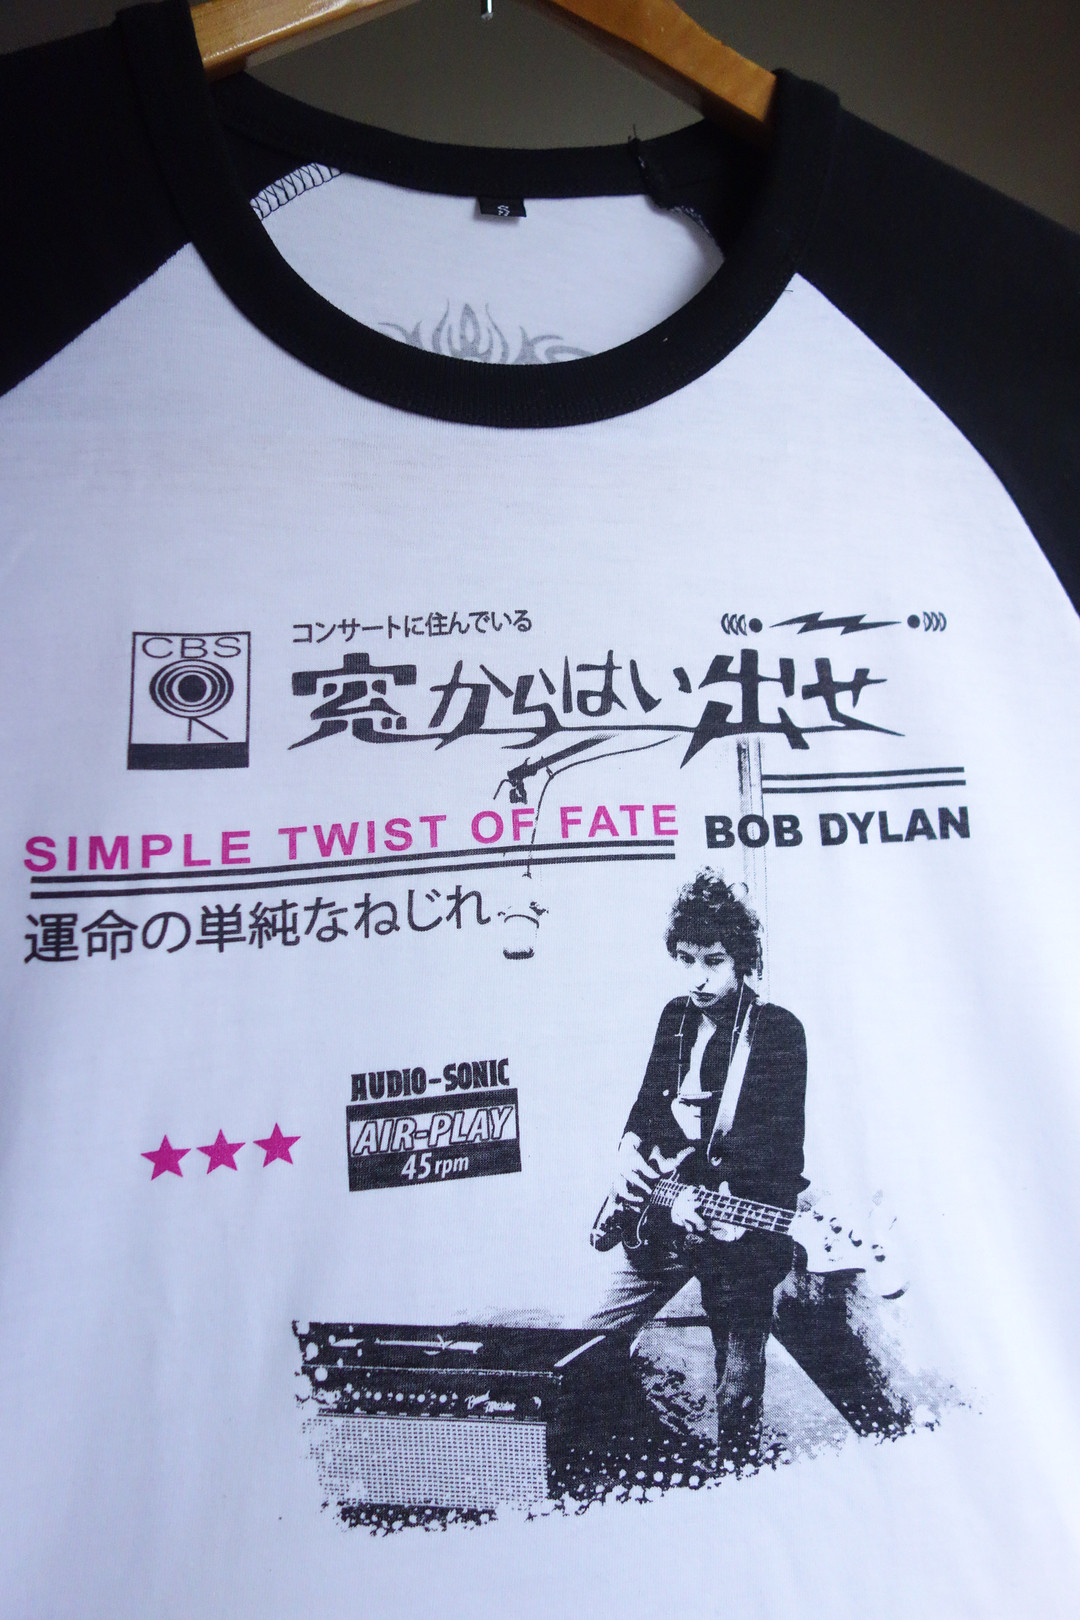 S
CBS
コンサートに住んでいる
窓からはい出せ
SIMPLE TWIST OF FATE
BOB DYLAN
運命の単純なねじれ
AUDIO-SONIC
AIR-PLAY
45 rpm